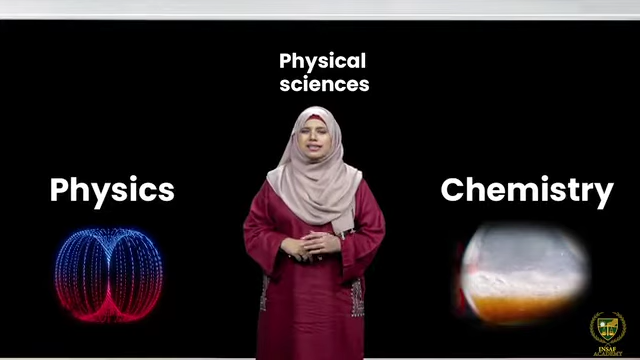 Physical
sciences
Physics
Chemistry
INSAF
ACADEMY